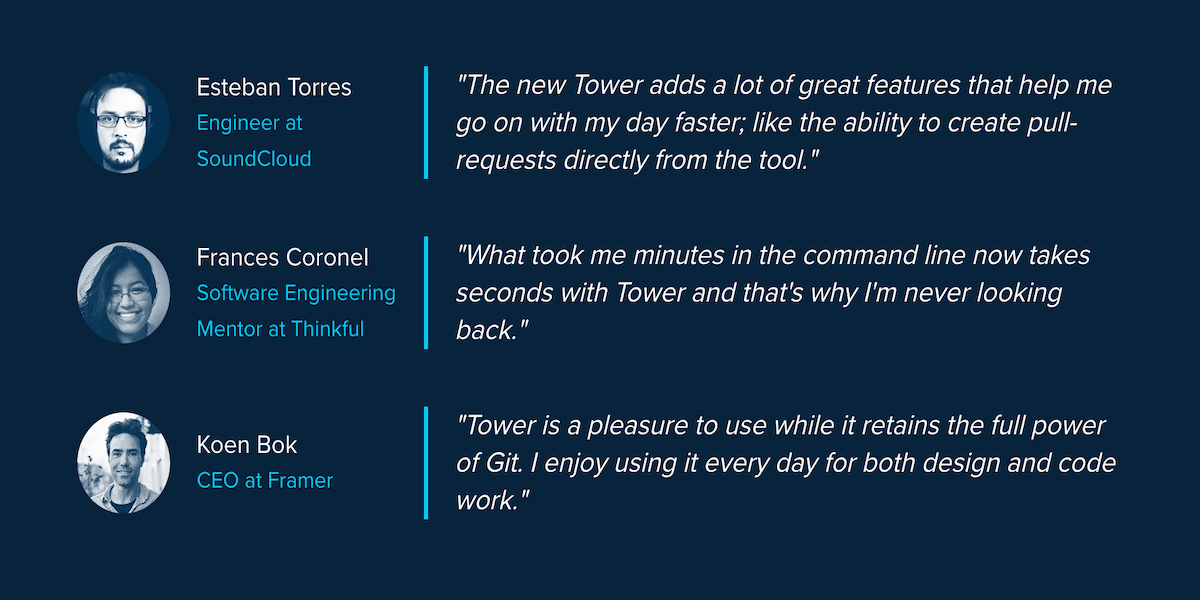 Esteban Torres
Engineer at
SoundCloud
"The new Tower adds a lot of great features that help me
go on with my day faster; like the ability to create pull-
requests directly from the tool."
Frances Coronel
Software Engineering
Mentor at Thinkful
"What took me minutes in the command line now takes
seconds with Tower and that's why I'm never looking
back."
Koen Bok
CEO at Framer
"Tower is a pleasure to use while it retains the full power
of Git. I enjoy using it every day for both design and code
work."